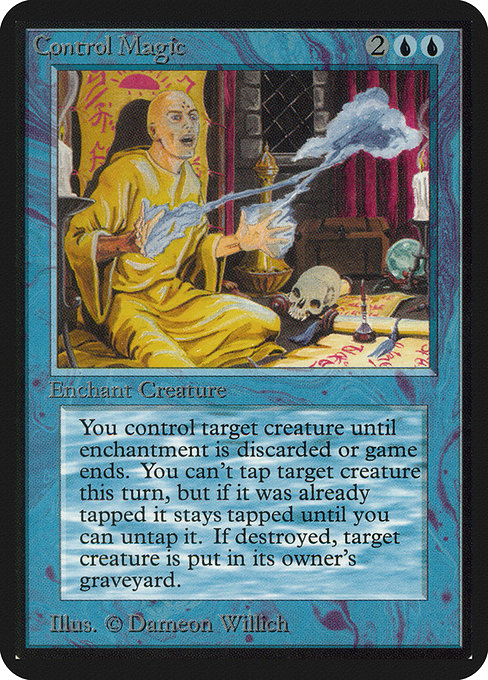 Control Magic 2
Enchant Creature
You control target creature until
enchantment is discarded or game
ends. You can't tap target creature
this turn, but if it was already
tapped it stays tapped until you
can untap it. If destroyed, target
creature is put in its owner's
graveyard.
Illus. © Dameon Willich